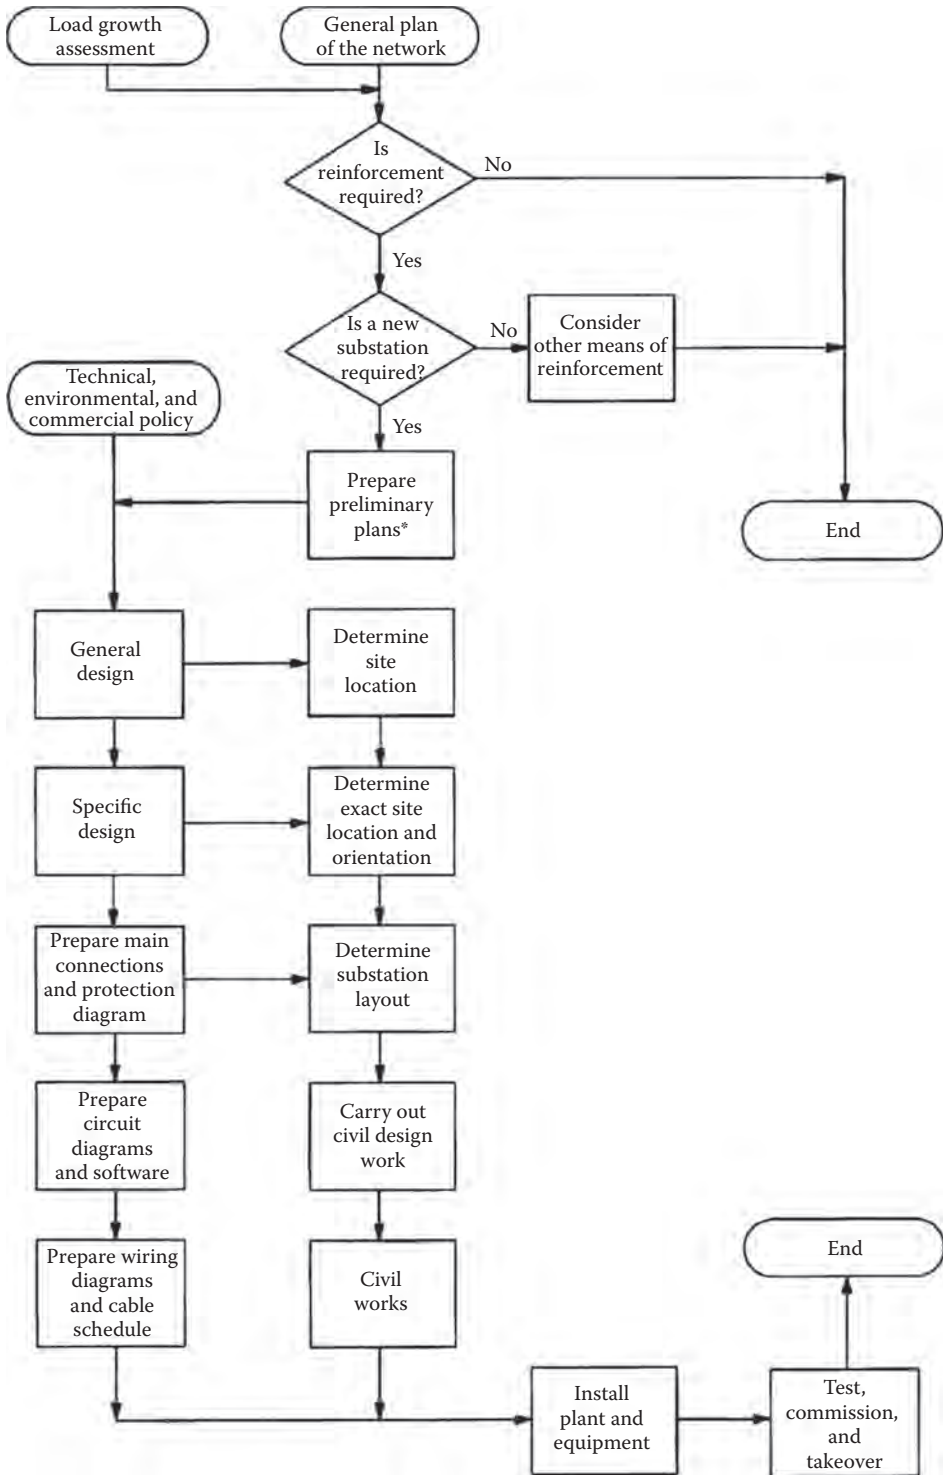 Load growth
assessment
General plan
of the network
Is
reinforcement
required?
No
Yes
Is a new
substation
required?
No
Consider
other means of
reinforcement
Technical,
environmental, and
commercial policy
Yes
Prepare
preliminary
plans*
End
General
design
Determine
site
location
Specific
design
Determine
exact site
location and
orientation
Prepare main
connections
and protection
diagram
Determine
substation
layout
Prepare
circuit
diagrams
and software
Carry out
civil design
work
Prepare wiring
diagrams
and cable
schedule
Civil
works
End
Install
plant and
equipment
Test,
commission,
and
takeover